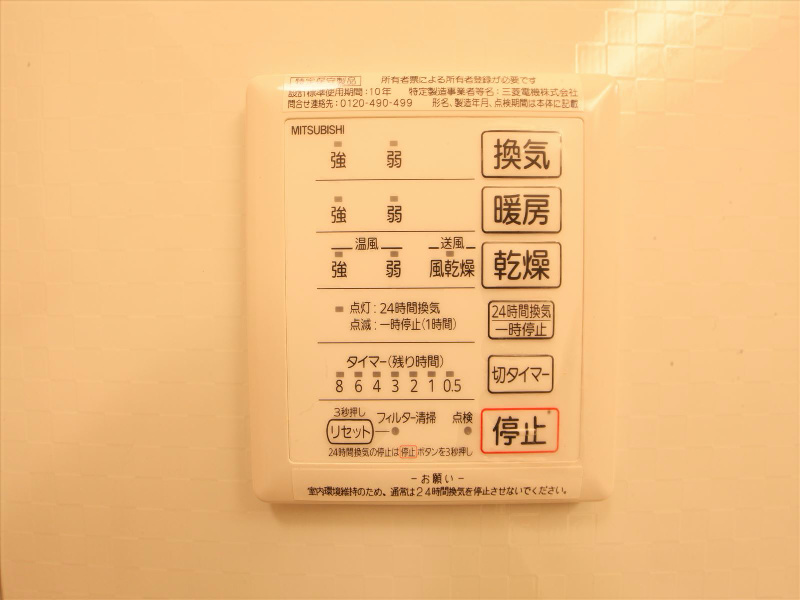 特定保守製品 所有者票による所有者登録が必要です
設計標準使用期間：10年 特定製造事業者等名：三菱電機株式会社
問合せ連絡先：0120-490-499 形名、製造年月、点検期間は本体に記載
MITSUBISHI
強 弱 換気
強 弱 暖房
温風 送風
強 弱 風乾燥 乾燥
点灯：24時間換気
点滅：一時停止(1時間)
24時間換気
一時停止
タイマー(残り時間)
8 6 4 3 2 1 0.5
切タイマー
3秒押し
リセット フィルター清掃 点検
停止
24時間換気の停止は停止ボタンを3秒押し
－お願い－
室内環境維持のため、通常は24時間換気を停止させないでください。